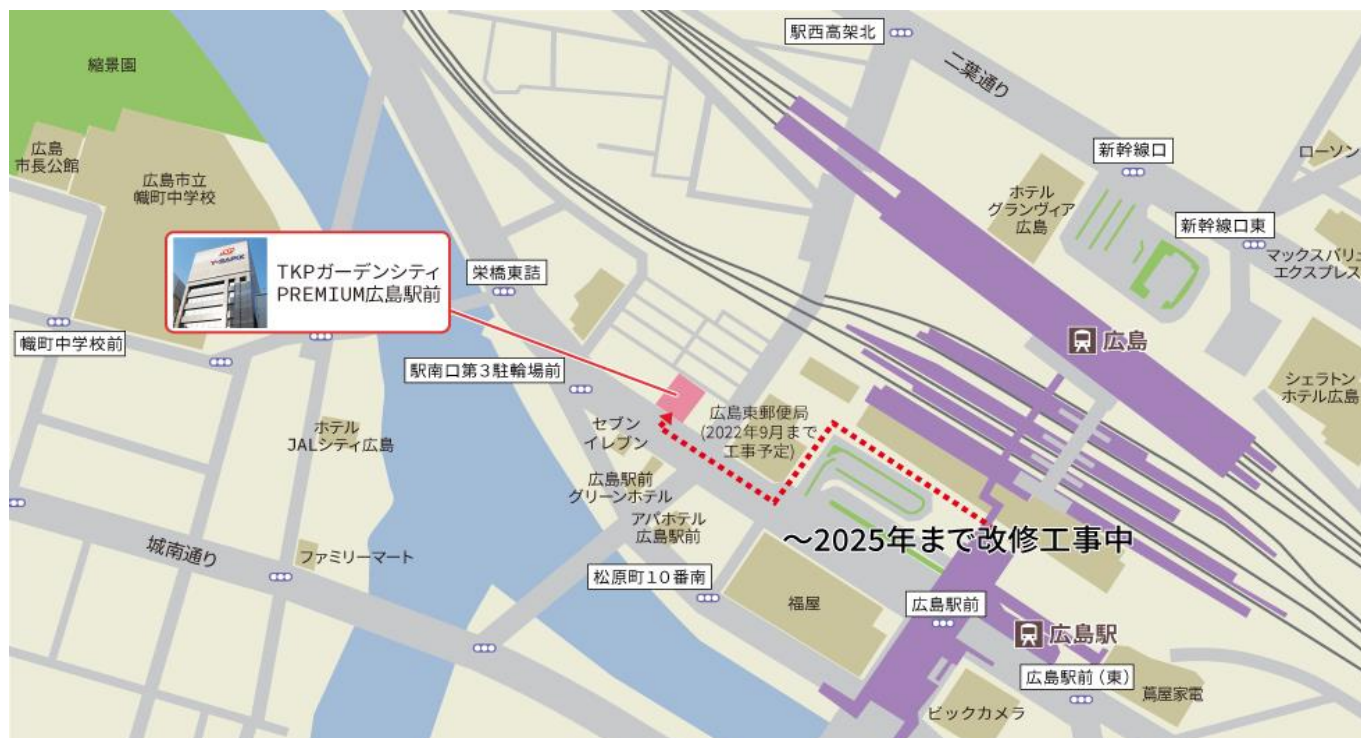 駅西高架北
二葉通り
縮景園
広島
市長公館
広島市立
幟町中学校
新幹線口
ローソン
ホテル
グランヴィア
広島
新幹線口東
マックスバリュ
エクスプレス
Y-SAPIX
TKPガーデンシティ
PREMIUM広島駅前
栄橋東詰
幟町中学校前
広島
駅南口第3駐輪場前
シェラトン
ホテル広島
広島東郵便局
(2022年9月まで
工事予定)
セブン
イレブン
ホテル
JALシティ広島
広島駅前
グリーンホテル
アパホテル
広島駅前
～2025年まで改修工事中
城南通り
ファミリーマート
松原町10番南
福屋
広島駅前
広島駅
広島駅前(東)
蔦屋家電
ビックカメラ